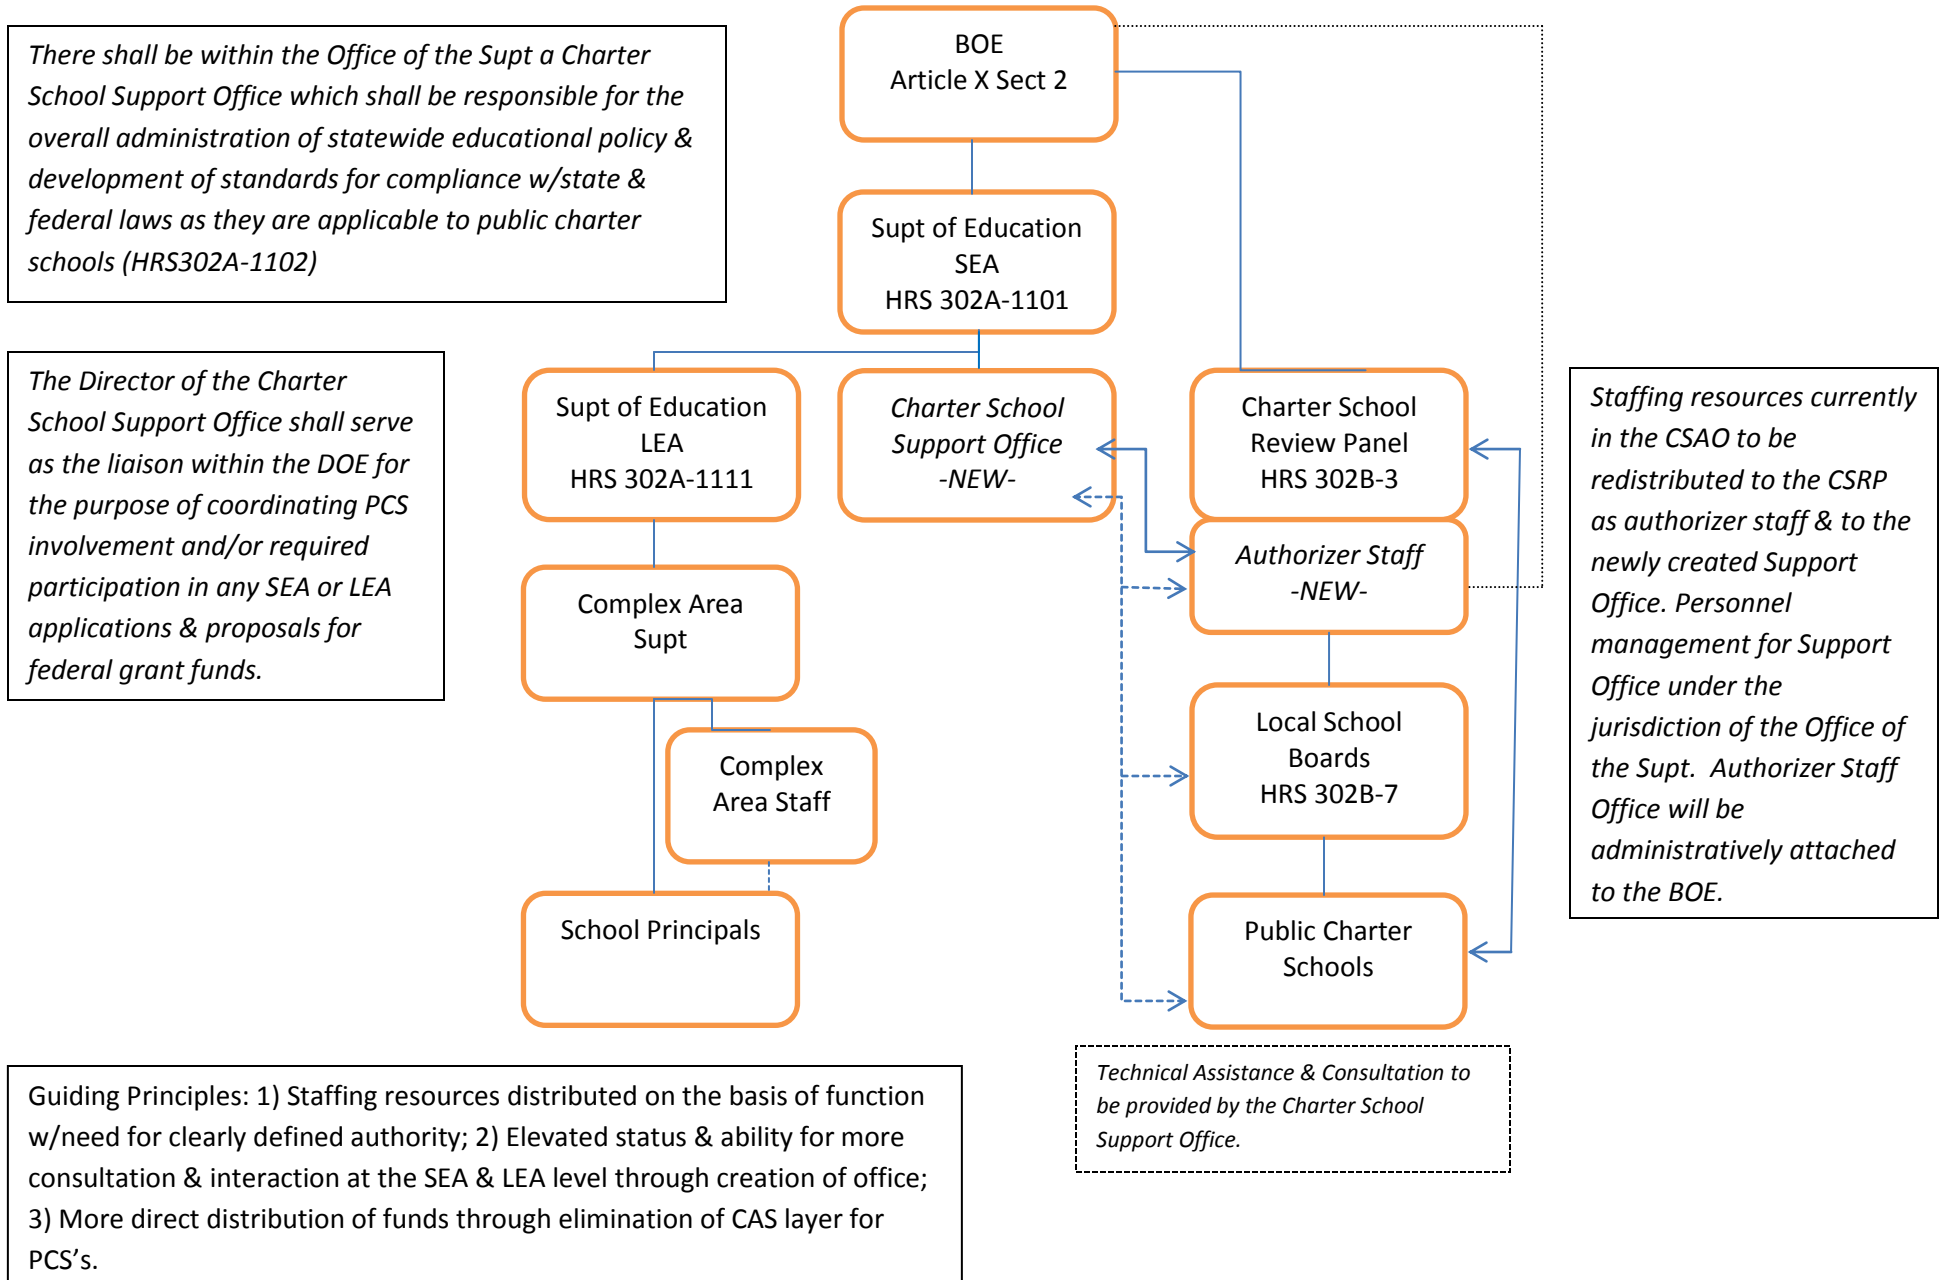 There shall be within the Office of the Supt a Charter
School Support Office which shall be responsible for the
overall administration of statewide educational policy &
development of standards for compliance w/state &
federal laws as they are applicable to public charter
schools (HRS302A-1102)
BOE
Article X Sect 2
Supt of Education
SEA
HRS 302A-1101
The Director of the Charter
School Support Office shall serve
as the liaison within the DOE for
the purpose of coordinating PCS
involvement and/or required
participation in any SEA or LEA
applications & proposals for
federal grant funds.
Supt of Education
LEA
HRS 302A-1111
Charter School
Support Office
-NEW-
Charter School
Review Panel
HRS 302B-3
Staffing resources currently
in the CSAO to be
redistributed to the CSRP
as authorizer staff & to the
newly created Support
Office. Personnel
management for Support
Office under the
jurisdiction of the Office of
the Supt.  Authorizer Staff
Office will be
administratively attached
to the BOE.
Authorizer Staff
-NEW-
Complex Area
Supt
Complex
Area Staff
Local School
Boards
HRS 302B-7
School Principals
Public Charter
Schools
Technical Assistance & Consultation to
be provided by the Charter School
Support Office.
Guiding Principles: 1) Staffing resources distributed on the basis of function
w/need for clearly defined authority; 2) Elevated status & ability for more
consultation & interaction at the SEA & LEA level through creation of office;
3) More direct distribution of funds through elimination of CAS layer for
PCS’s.